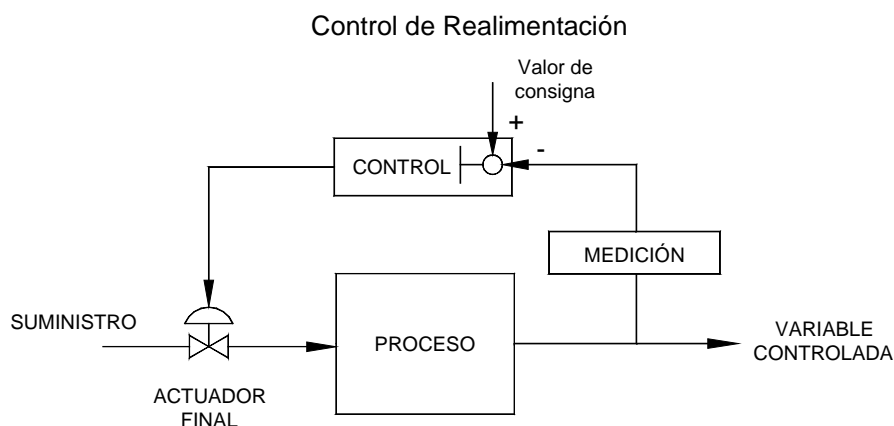 Control de Realimentación
Valor de
consigna
+
-
CONTROL
MEDICIÓN
SUMINISTRO
PROCESO
VARIABLE
CONTROLADA
ACTUADOR
FINAL